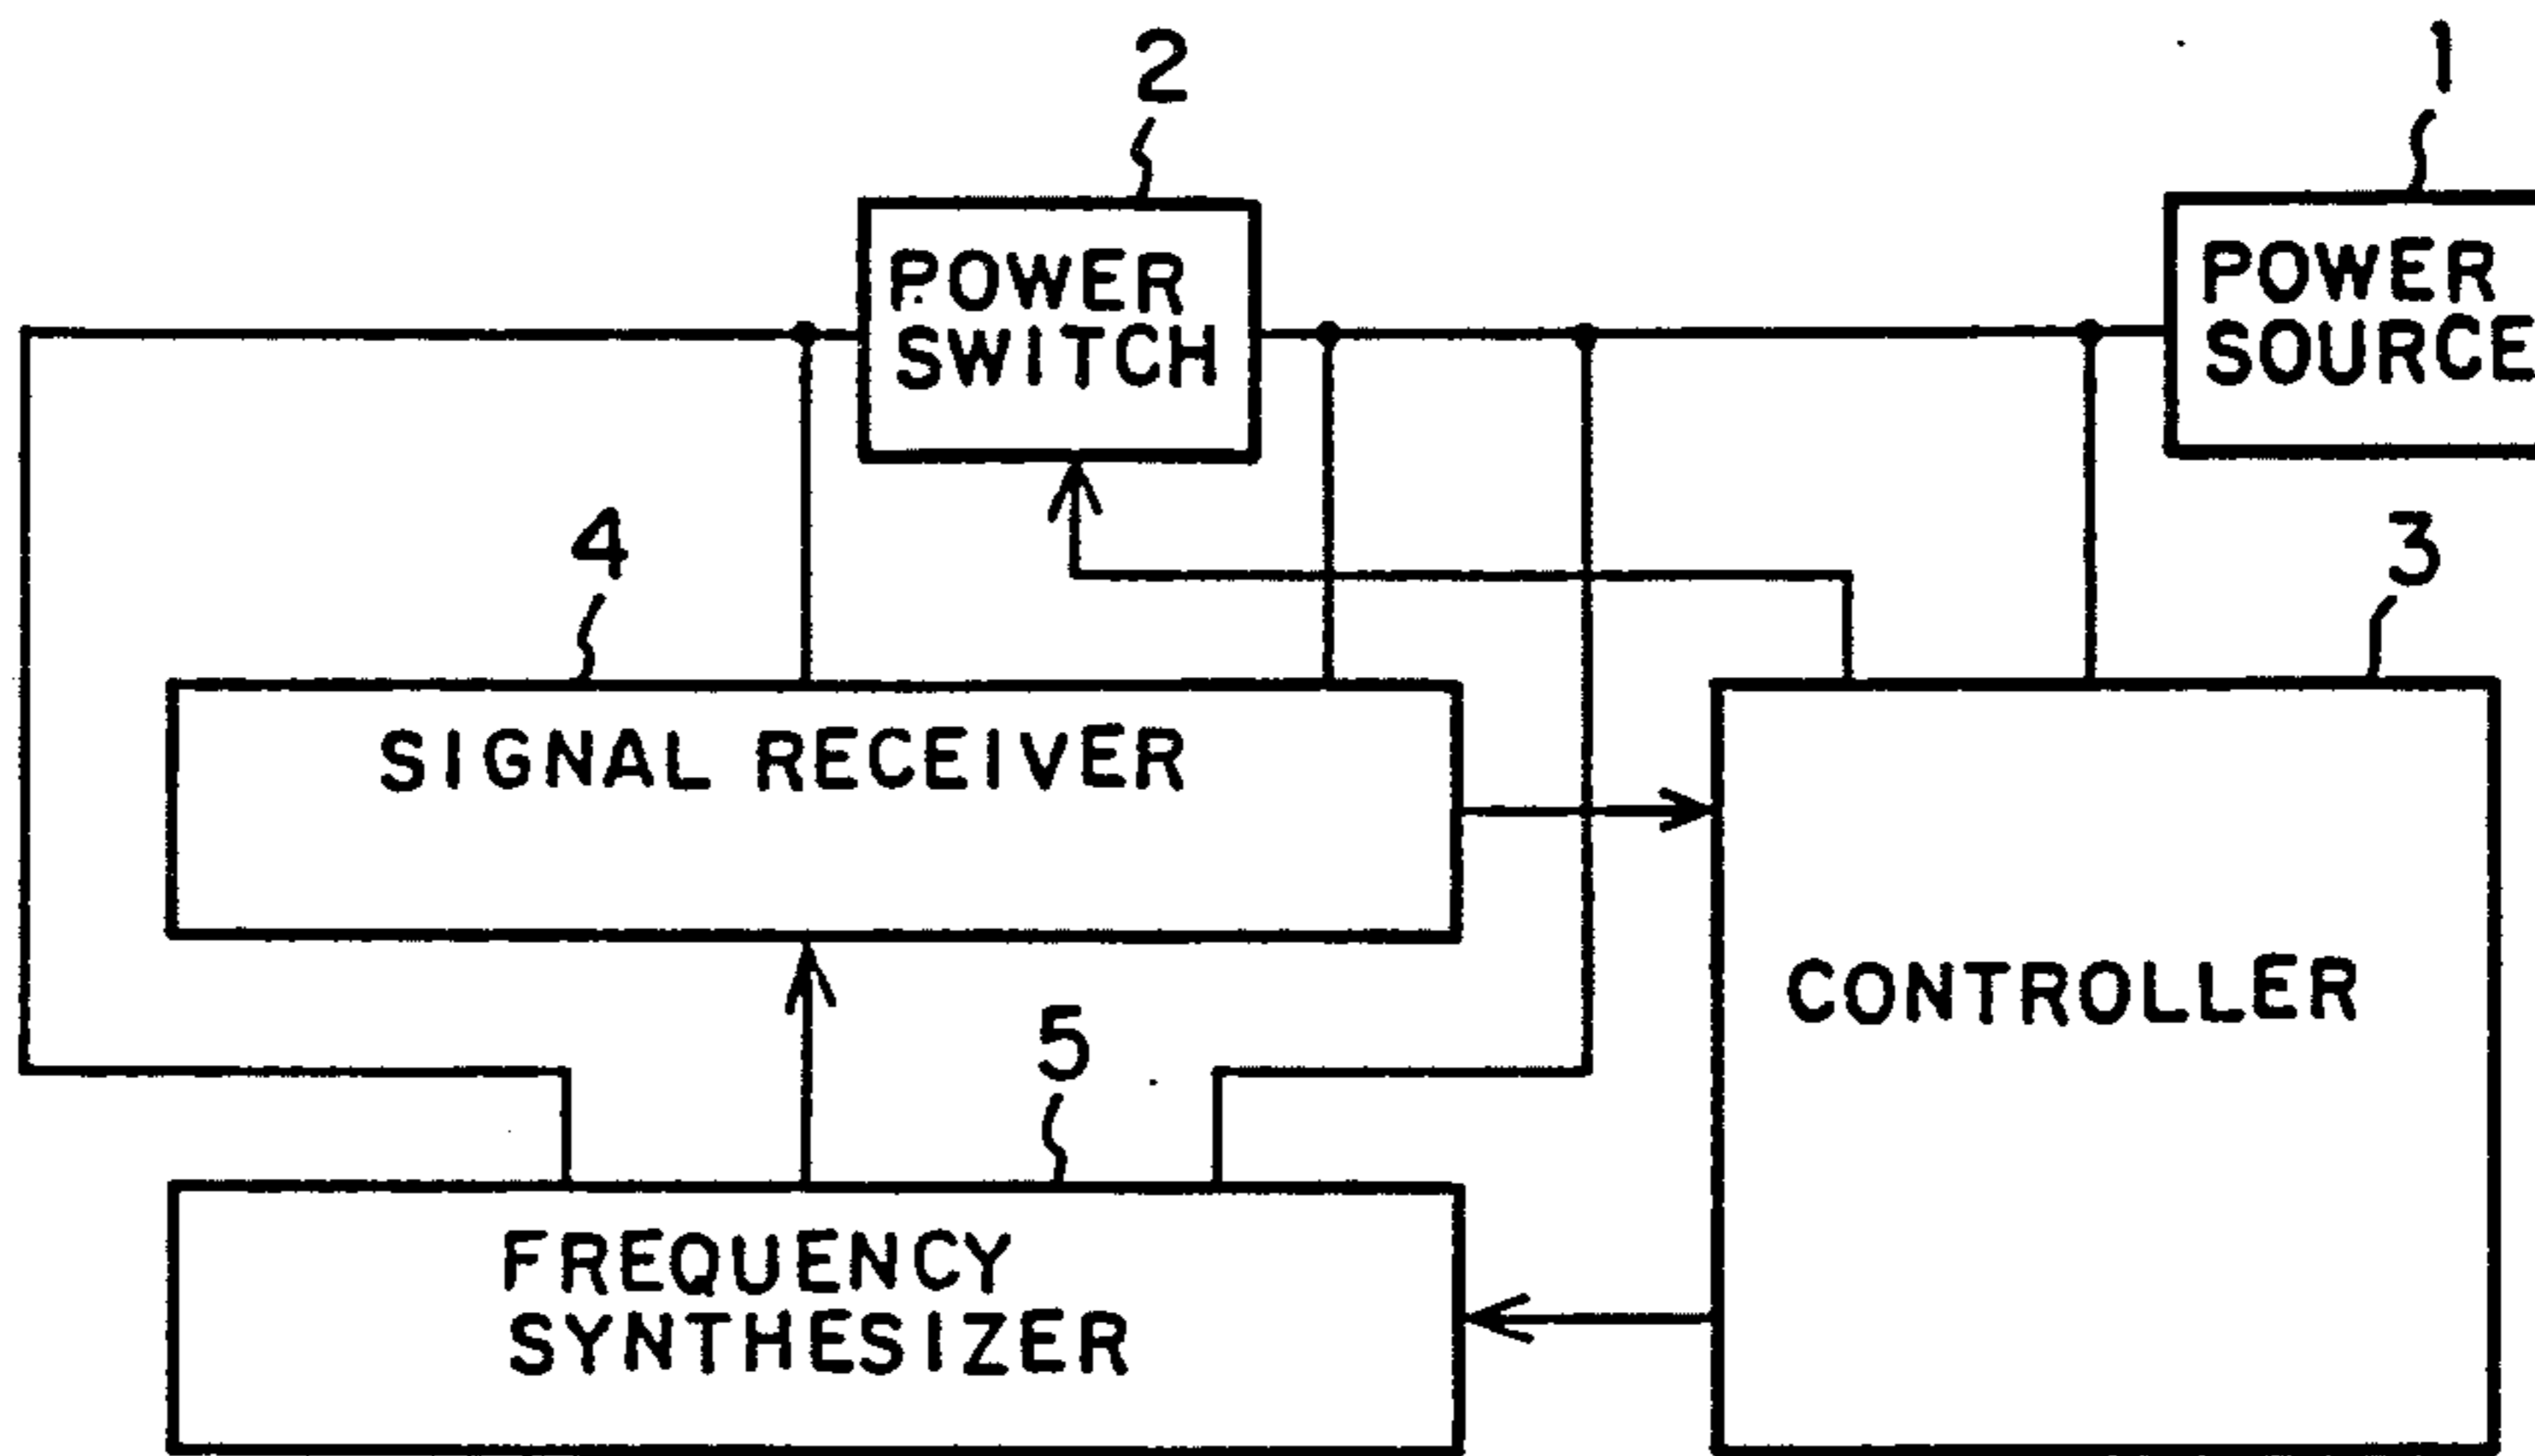 2
1
POWER
SWITCH
POWER
SOURCE
4
3
SIGNAL RECEIVER
CONTROLLER
5
FREQUENCY
SYNTHESIZER